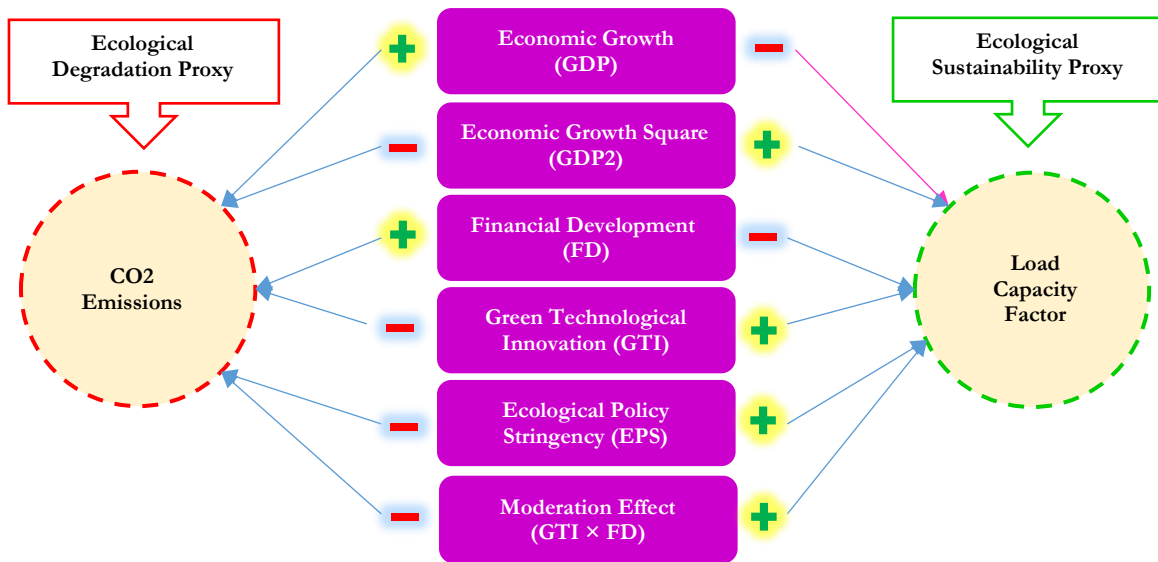 Ecological
Degradation Proxy
Economic Growth
(GDP)
Ecological
Sustainability Proxy
Economic Growth Square
(GDP2)
Financial Development
(FD)
CO2
Emissions
Load
Capacity
Factor
Green Technological
Innovation (GTI)
Ecological Policy
Stringency (EPS)
Moderation Effect
(GTI × FD)